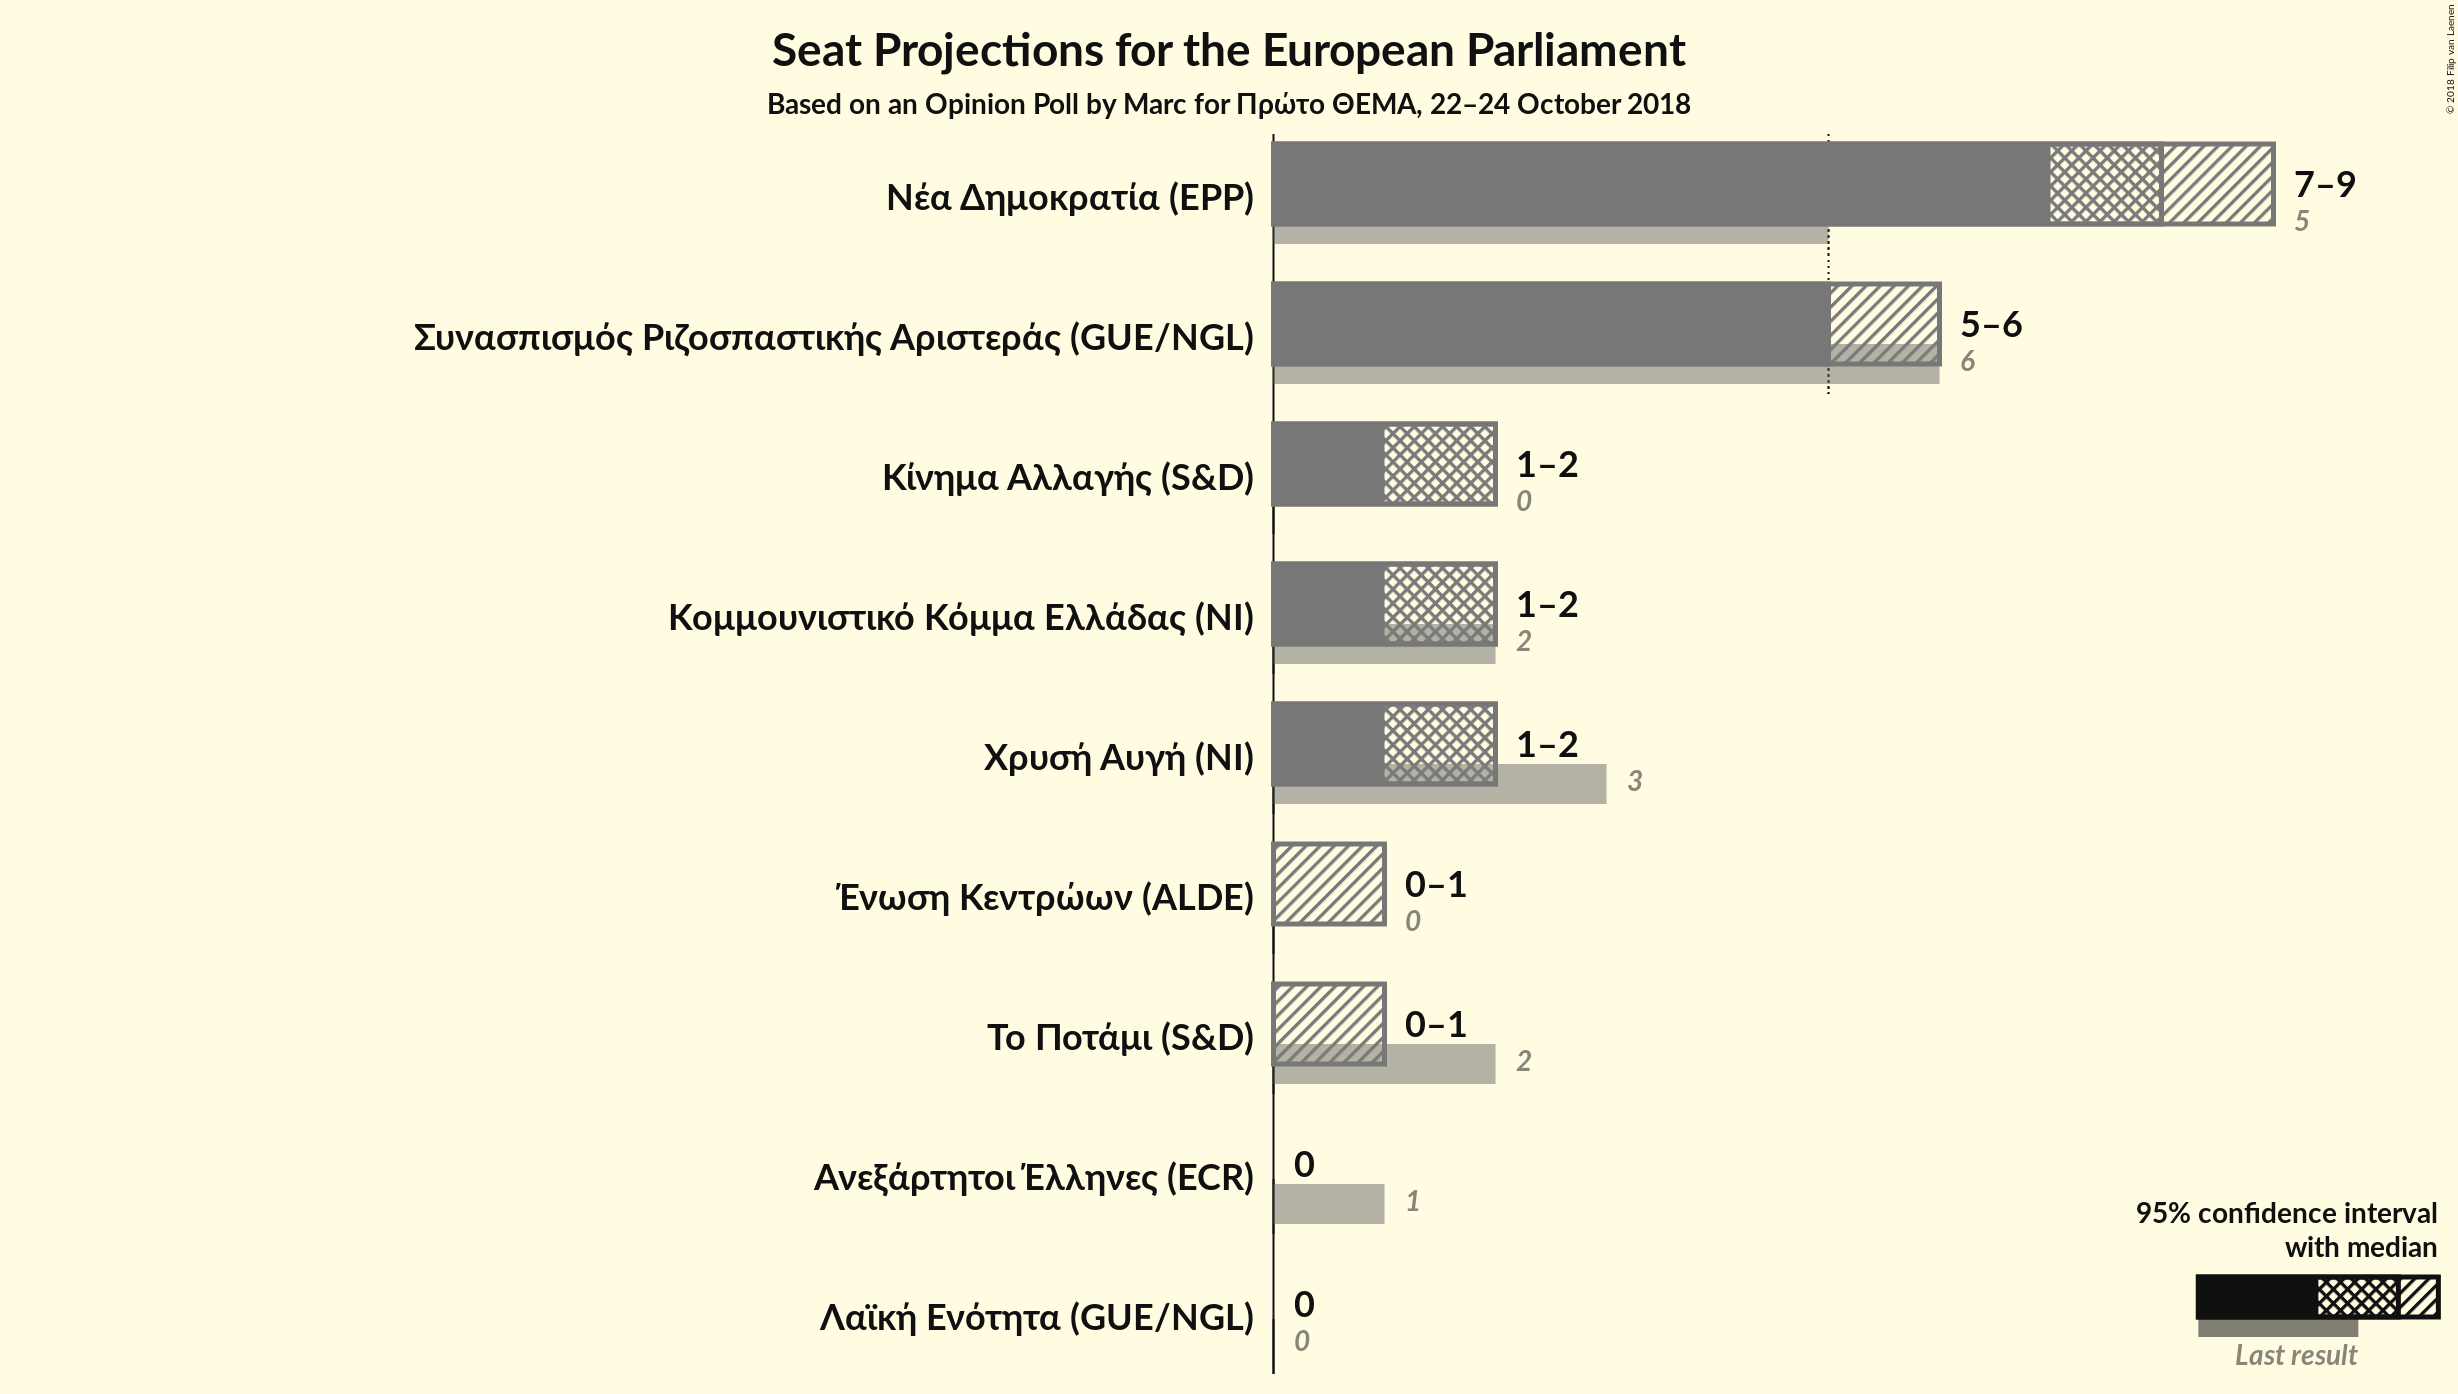 Seat Projections for the European Parliament
Based on an Opinion Poll by Marc for Πρώτο ΘΕΜΑ, 22–24 October 2018
© 2018 Filip van Laenen
Νέα Δημοκρατία (EPP)
7–9
5
Συνασπισμός Ριζοσπαστικής Αριστεράς (GUE/NGL)
5–6
6
Κίνημα Αλλαγής (S&D)
1–2
0
Κομμουνιστικό Κόμμα Ελλάδας (NI)
1–2
2
Χρυσή Αυγή (NI)
1–2
3
Ένωση Κεντρώων (ALDE)
0–1
0
Το Ποτάμι (S&D)
0–1
2
Ανεξάρτητοι Έλληνες (ECR)
0
1
Λαϊκή Ενότητα (GUE/NGL)
0
0
95% confidence interval
with median
Last result